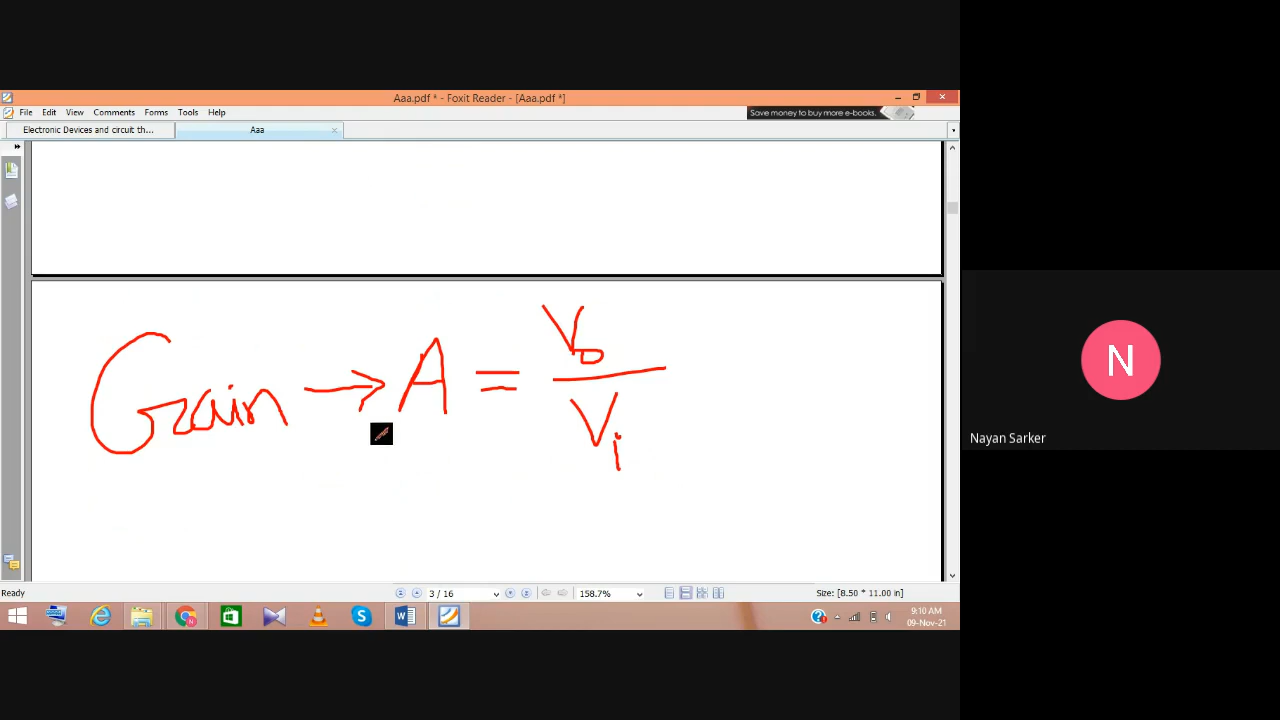 Aaa.pdf * - Foxit Reader - [Aaa.pdf *]
File Edit View Comments Forms Tools Help
Save money to buy more e-books.
Electronic Devices and circuit th... Aaa
Gain → A = Vo / Vi
N
Nayan Sarker
Ready 3 / 16 158.7% Size: [8.50 * 11.00 in]
9:10 AM
09-Nov-21